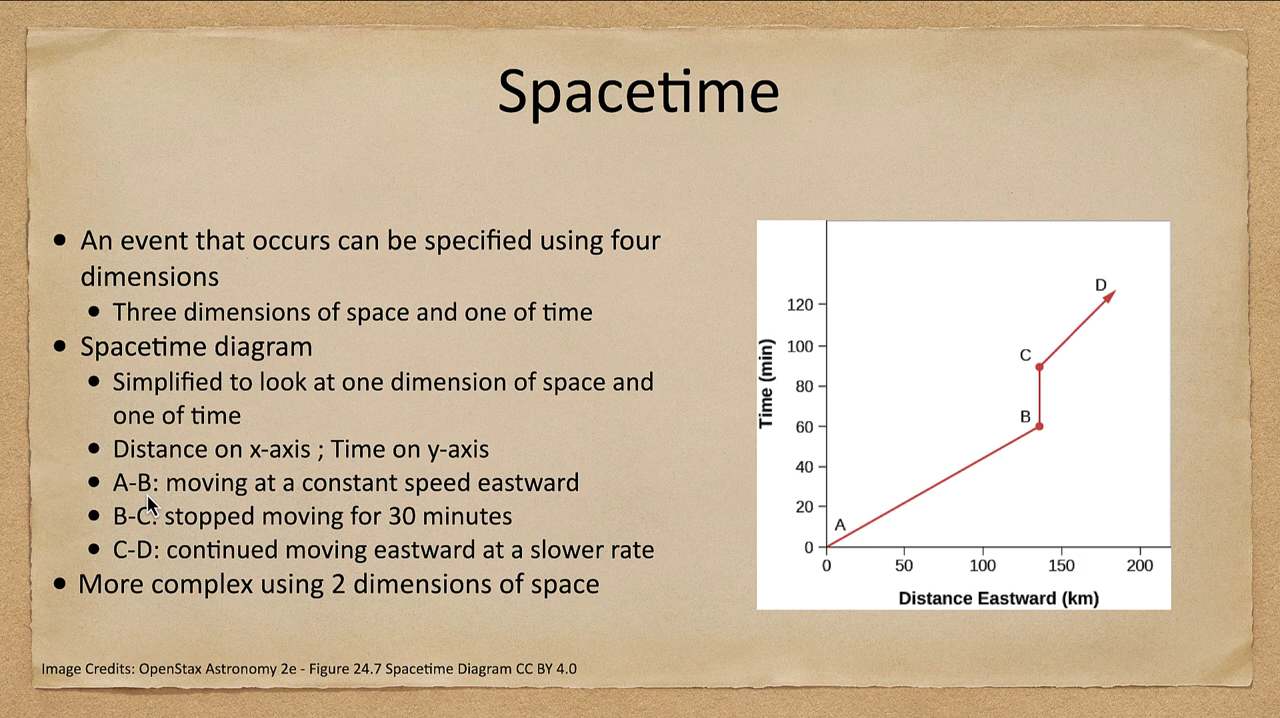 Spacetime
• An event that occurs can be specified using four
dimensions
• Three dimensions of space and one of time
• Spacetime diagram
• Simplified to look at one dimension of space and
one of time
• Distance on x-axis ; Time on y-axis
• A-B: moving at a constant speed eastward
• B-C: stopped moving for 30 minutes
• C-D: continued moving eastward at a slower rate
• More complex using 2 dimensions of space
Time (min)
120
100
80
60
40
20
0
A
B
C
D
0 50 100 150 200
Distance Eastward (km)
Image Credits: OpenStax Astronomy 2e - Figure 24.7 Spacetime Diagram CC BY 4.0